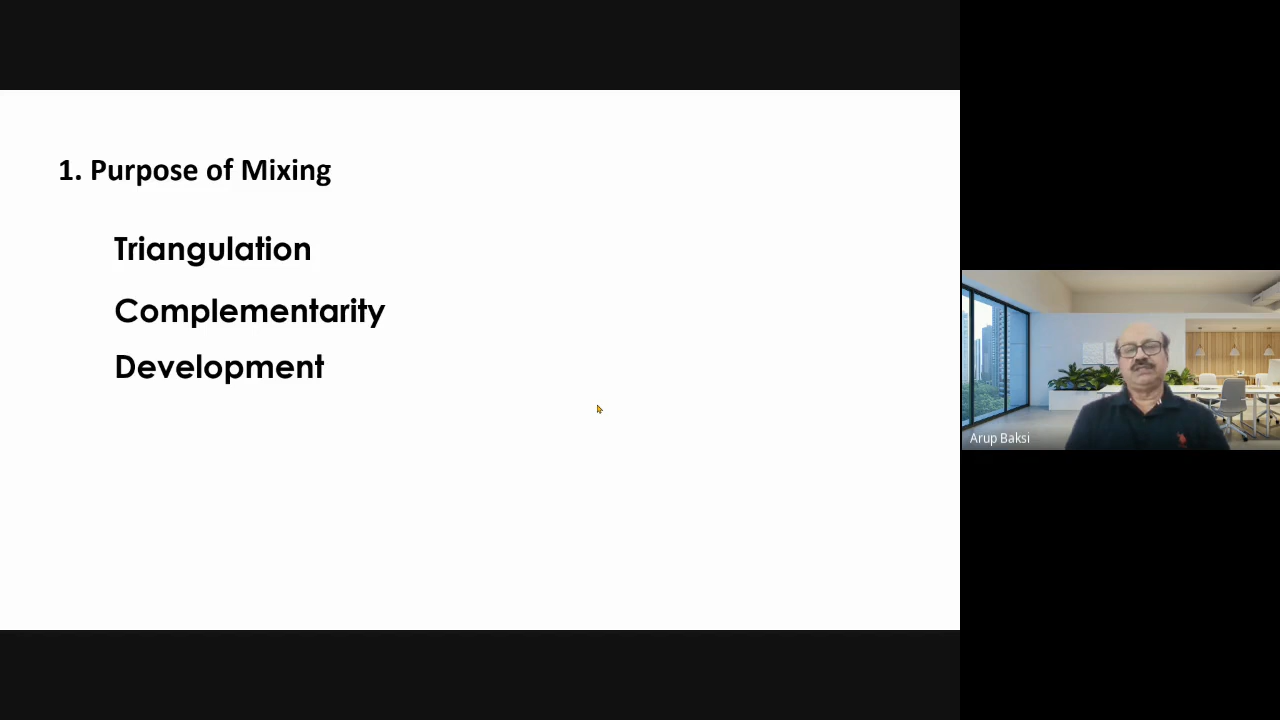 1. Purpose of Mixing
Triangulation
Complementarity
Development
Arup Baksi